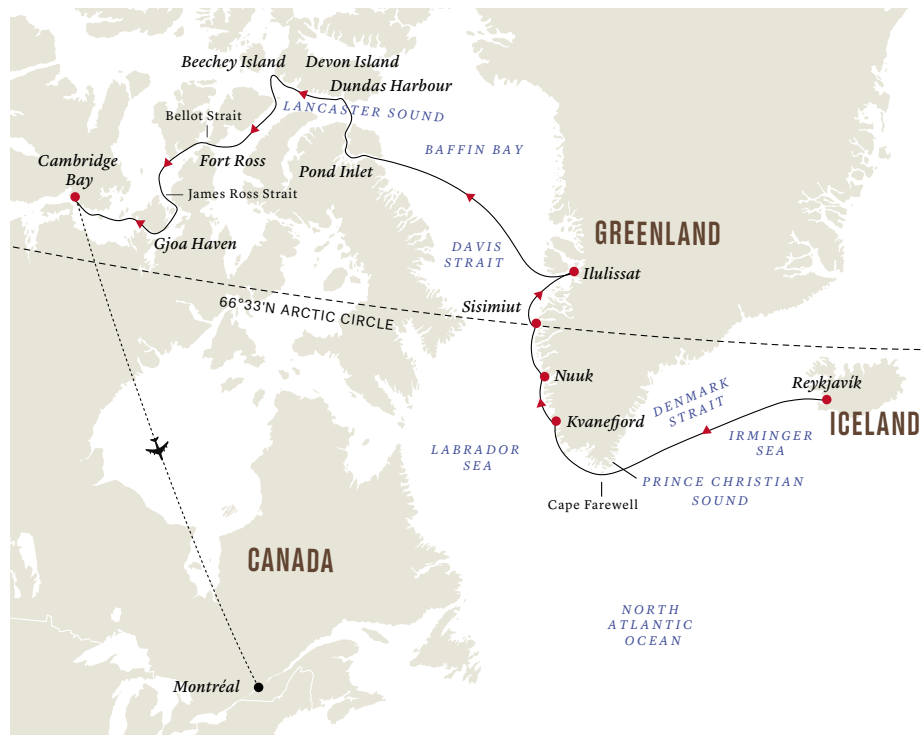 Beechey Island
Devon Island
Dundas Harbour
LANCASTER SOUND
Bellot Strait
BAFFIN BAY
Cambridge
Bay
Fort Ross
Pond Inlet
James Ross Strait
Gjoa Haven
GREENLAND
DAVIS
STRAIT
Ilulissat
66°33'N ARCTIC CIRCLE
Sisimiut
Nuuk
Reykjavík
DENMARK
STRAIT
Kvanefjord
ICELAND
IRMINGER
SEA
LABRADOR
SEA
PRINCE CHRISTIAN
SOUND
Cape Farewell
CANADA
NORTH
ATLANTIC
OCEAN
Montréal